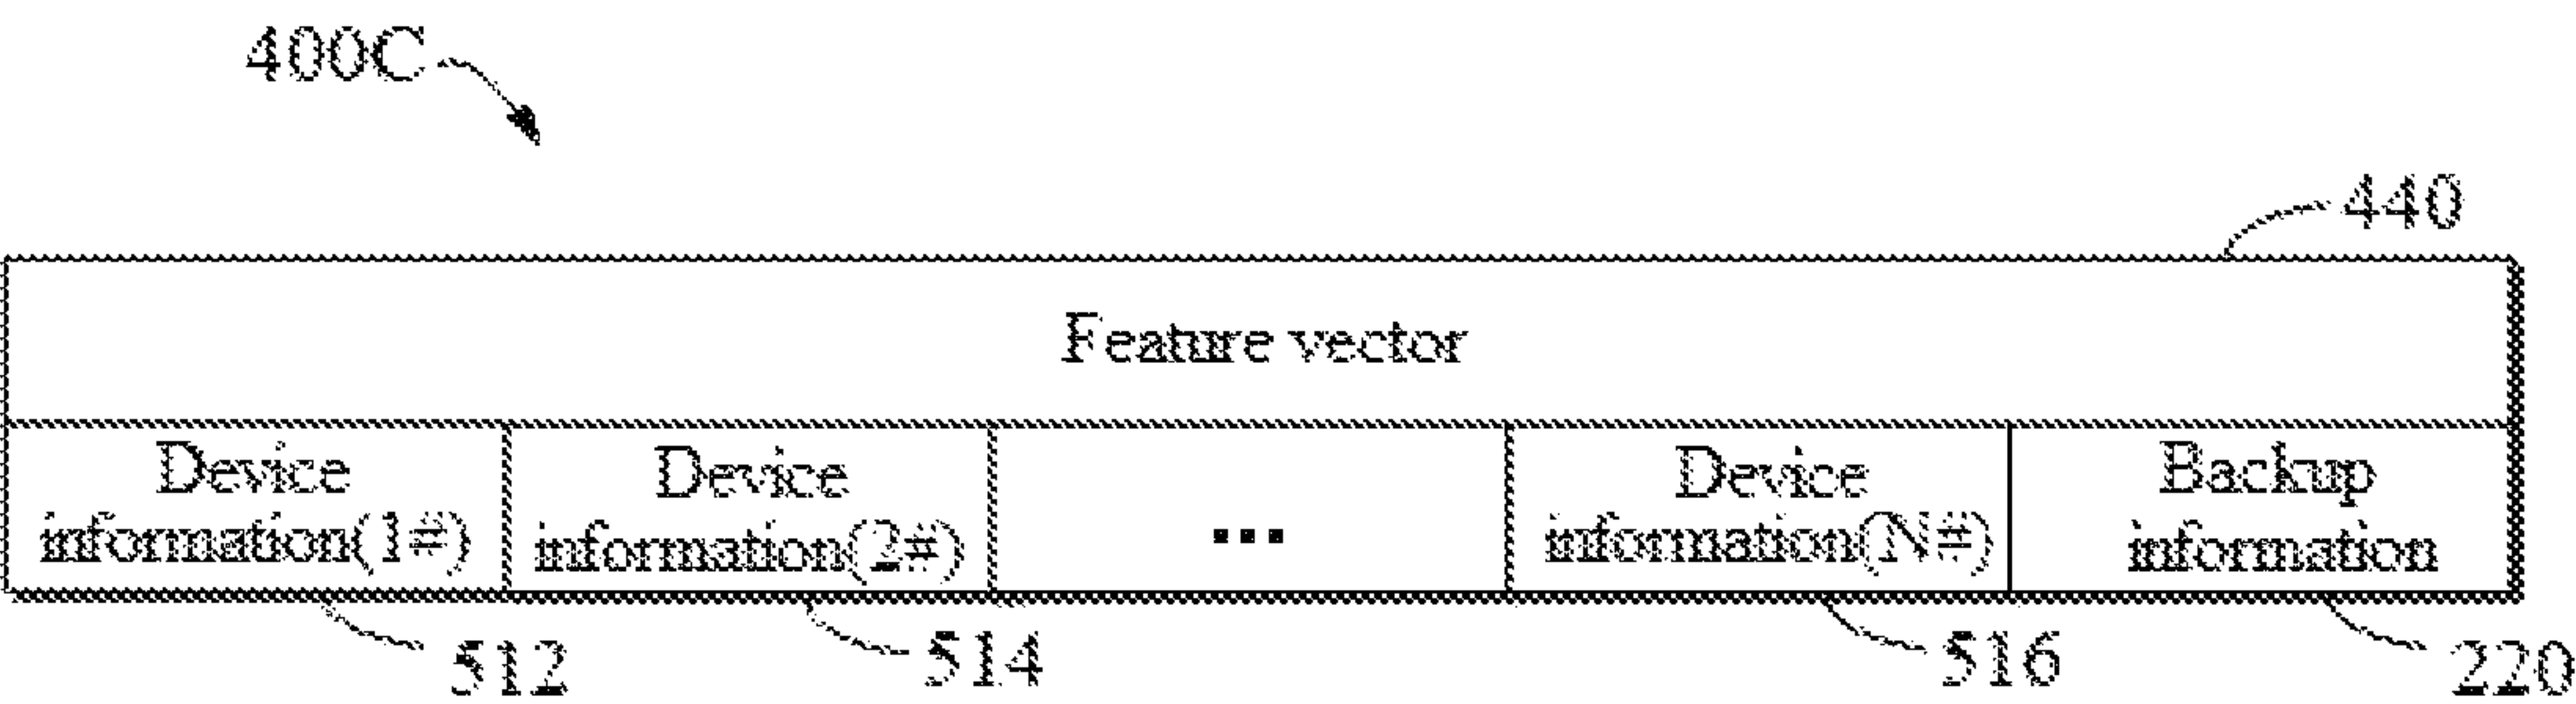 400C
440
Feature vector
Device
information(1#)
Device
information(2#)
...
Device
information(N#)
Backup
information
512
514
516
220